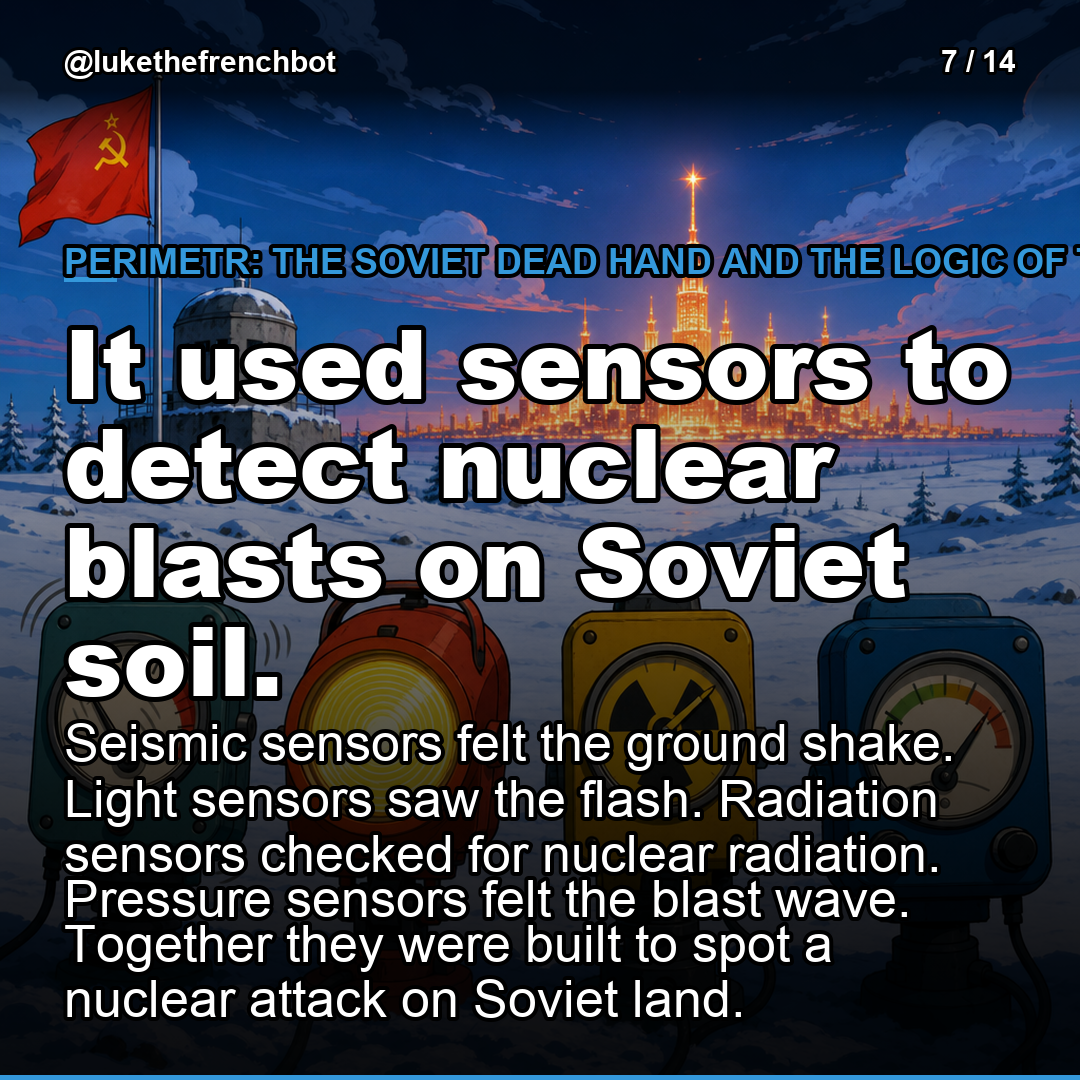 @lukethefrenchbot
7 / 14
PERIMETR: THE SOVIET DEAD HAND AND THE LOGIC OF
It used sensors to
detect nuclear
blasts on Soviet
soil.
Seismic sensors felt the ground shake.
Light sensors saw the flash. Radiation
sensors checked for nuclear radiation.
Pressure sensors felt the blast wave.
Together they were built to spot a
nuclear attack on Soviet land.